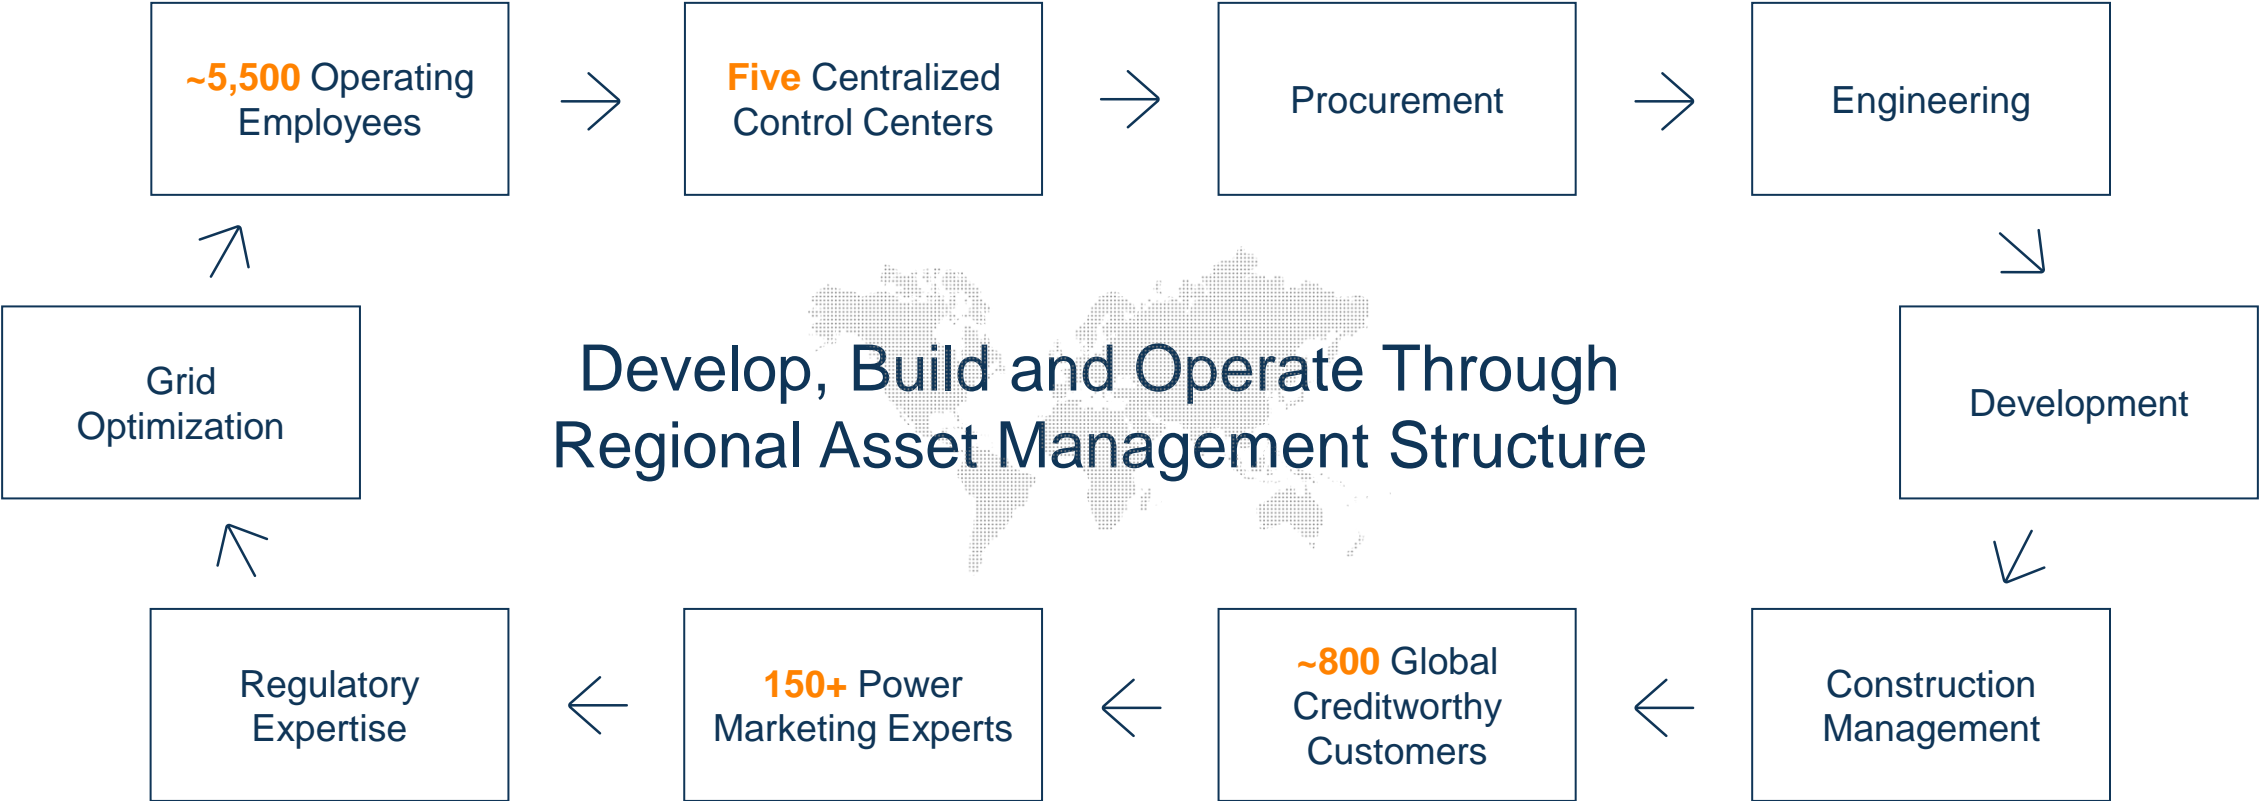 ~5,500 Operating
Employees
Five Centralized
Control Centers
Procurement
Engineering
Grid
Optimization
Develop, Build and Operate Through
Regional Asset Management Structure
Development
Regulatory
Expertise
150+ Power
Marketing Experts
~800 Global
Creditworthy
Customers
Construction
Management